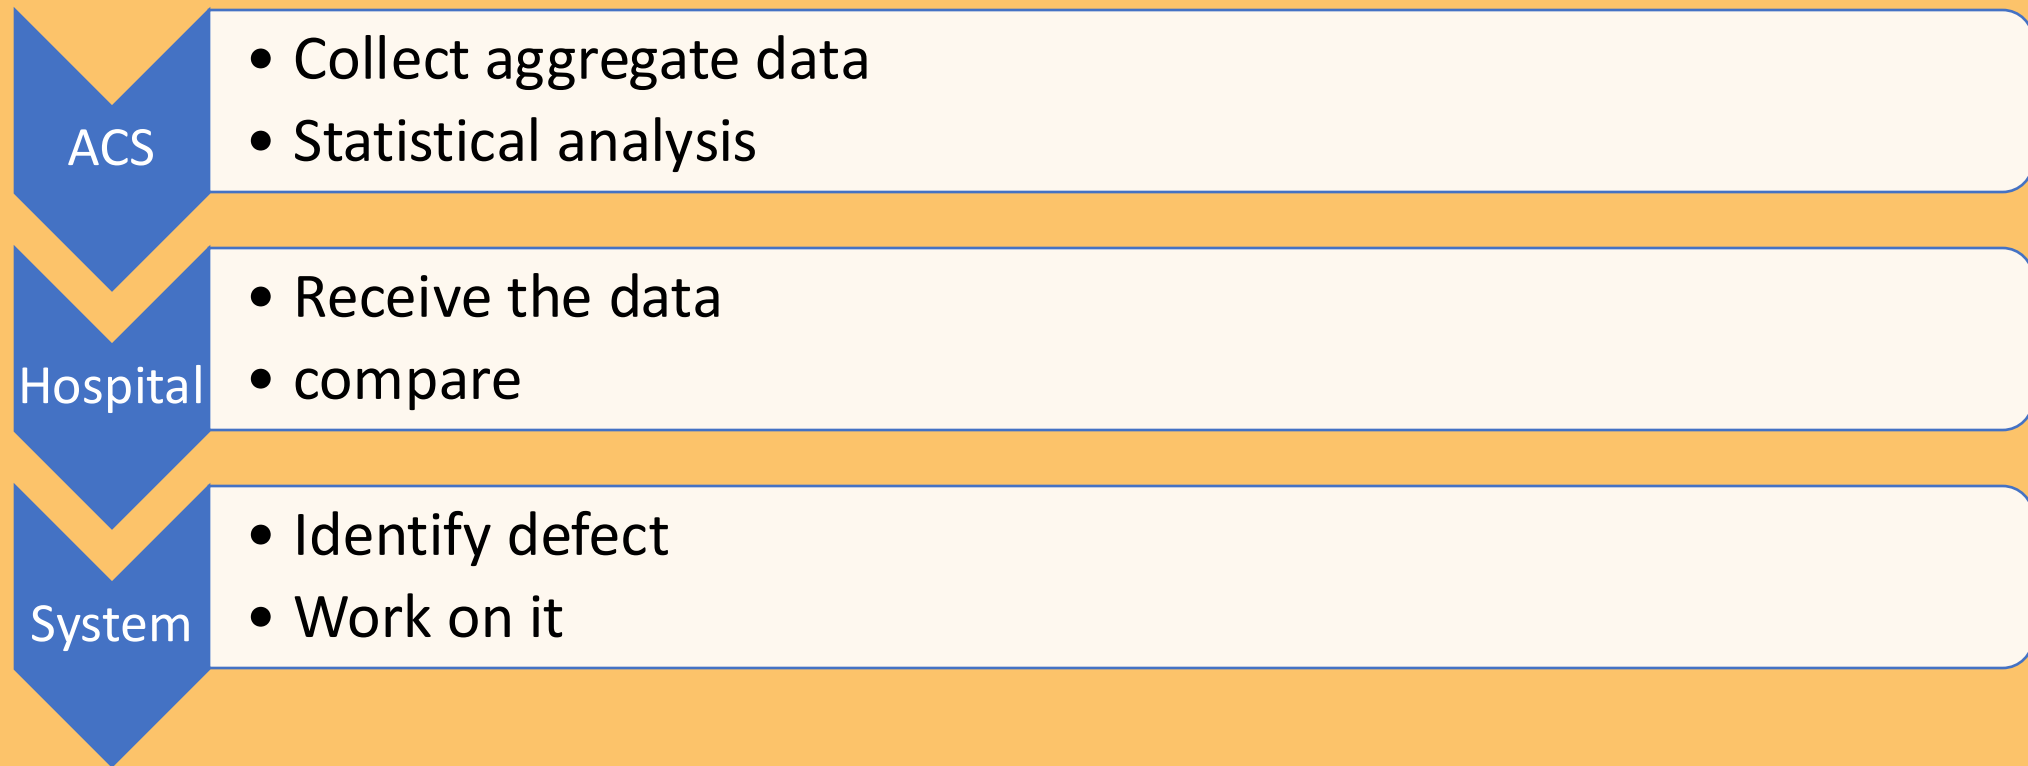 ACS
• Collect aggregate data
• Statistical analysis
Hospital
• Receive the data
• compare
System
• Identify defect
• Work on it